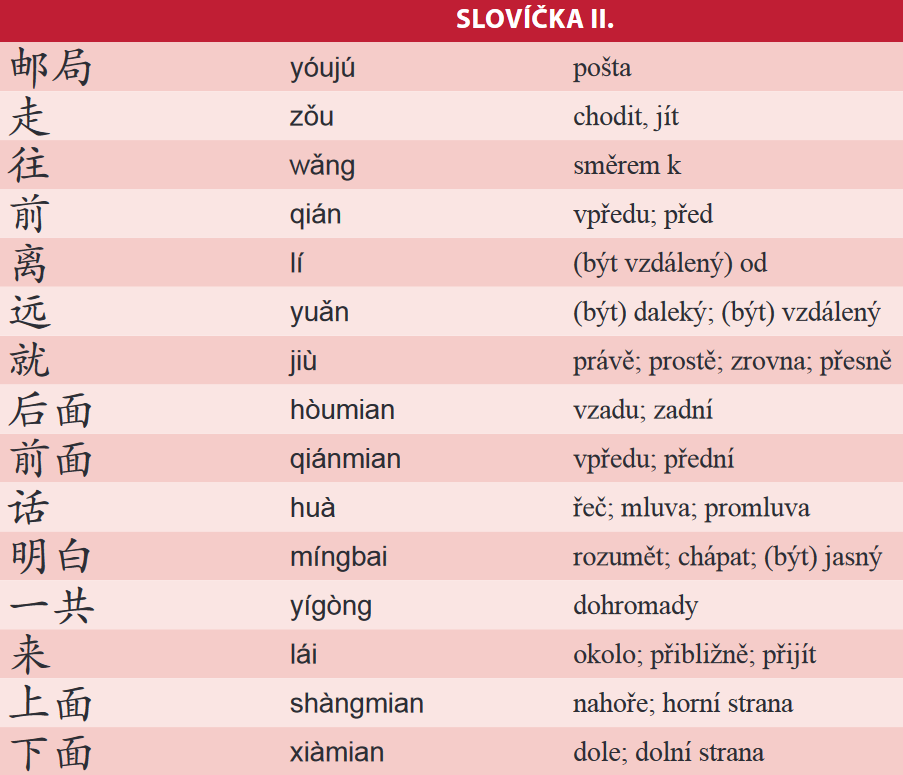 SLOVÍČKA II.
邮局 yóujú pošta
走 zǒu chodit, jít
往 wǎng směrem k
前 qián vpředu; před
离 lí (být vzdálený) od
远 yuǎn (být) daleký; (být) vzdálený
就 jiù právě; prostě; zrovna; přesně
后面 hòumian vzadu; zadní
前面 qiánmian vpředu; přední
话 huà řeč; mluva; promluva
明白 míngbai rozumět; chápat; (být) jasný
一共 yígòng dohromady
来 lái okolo; přibližně; přijít
上面 shàngmian nahoře; horní strana
下面 xiàmian dole; dolní strana